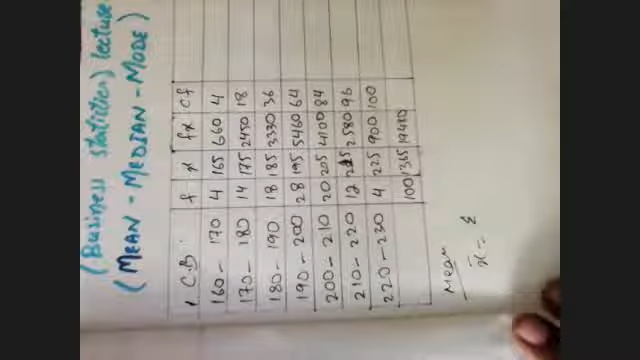 (Business statitics) lecture
(MEAN - MEDIAN - MODE)
C.B f x fx cf
160 - 170 4 165 660 4
170 - 180 14 175 2450 18
180 - 190 18 185 3330 36
190 - 200 28 195 5460 64
200 - 210 20 205 4100 84
210 - 220 12 215 2580 96
220 - 230 4 225 900 100
100 1365 19480
Mean
x̄ = Σ